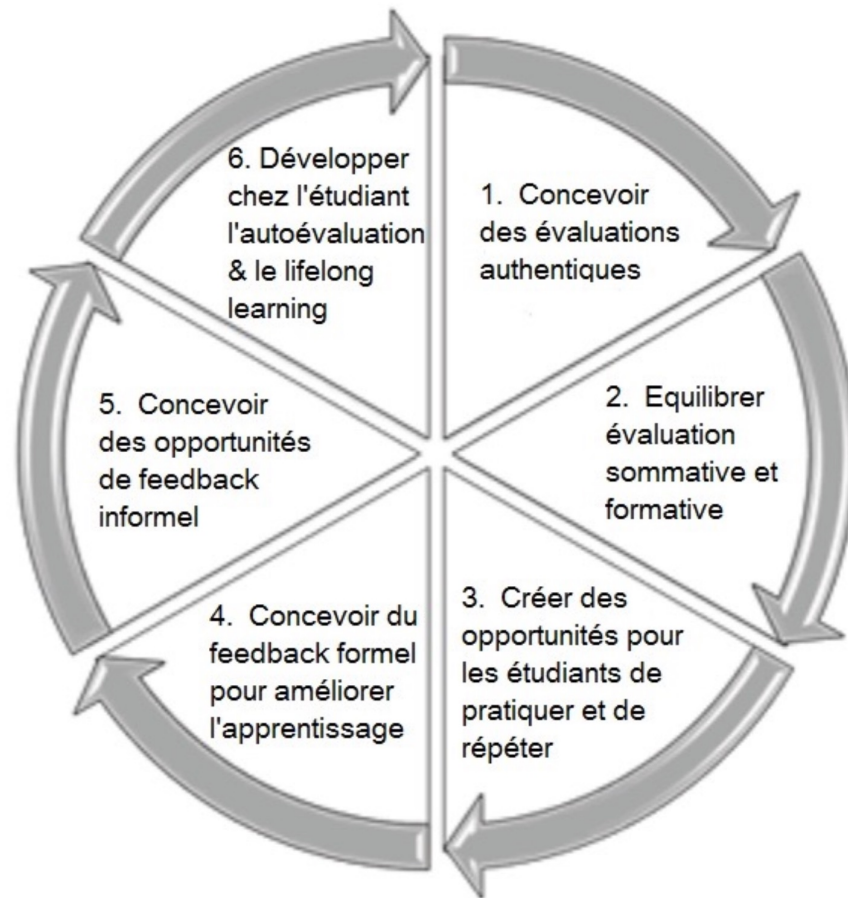 1. Concevoir
des évaluations
authentiques
2. Equilibrer
évaluation
sommative et
formative
3. Créer des
opportunités pour
les étudiants de
pratiquer et de
répéter
4. Concevoir du
feedback formel
pour améliorer
l'apprentissage
5. Concevoir
des opportunités
de feedback
informel
6. Développer
chez l'étudiant
l'autoévaluation
& le lifelong
learning